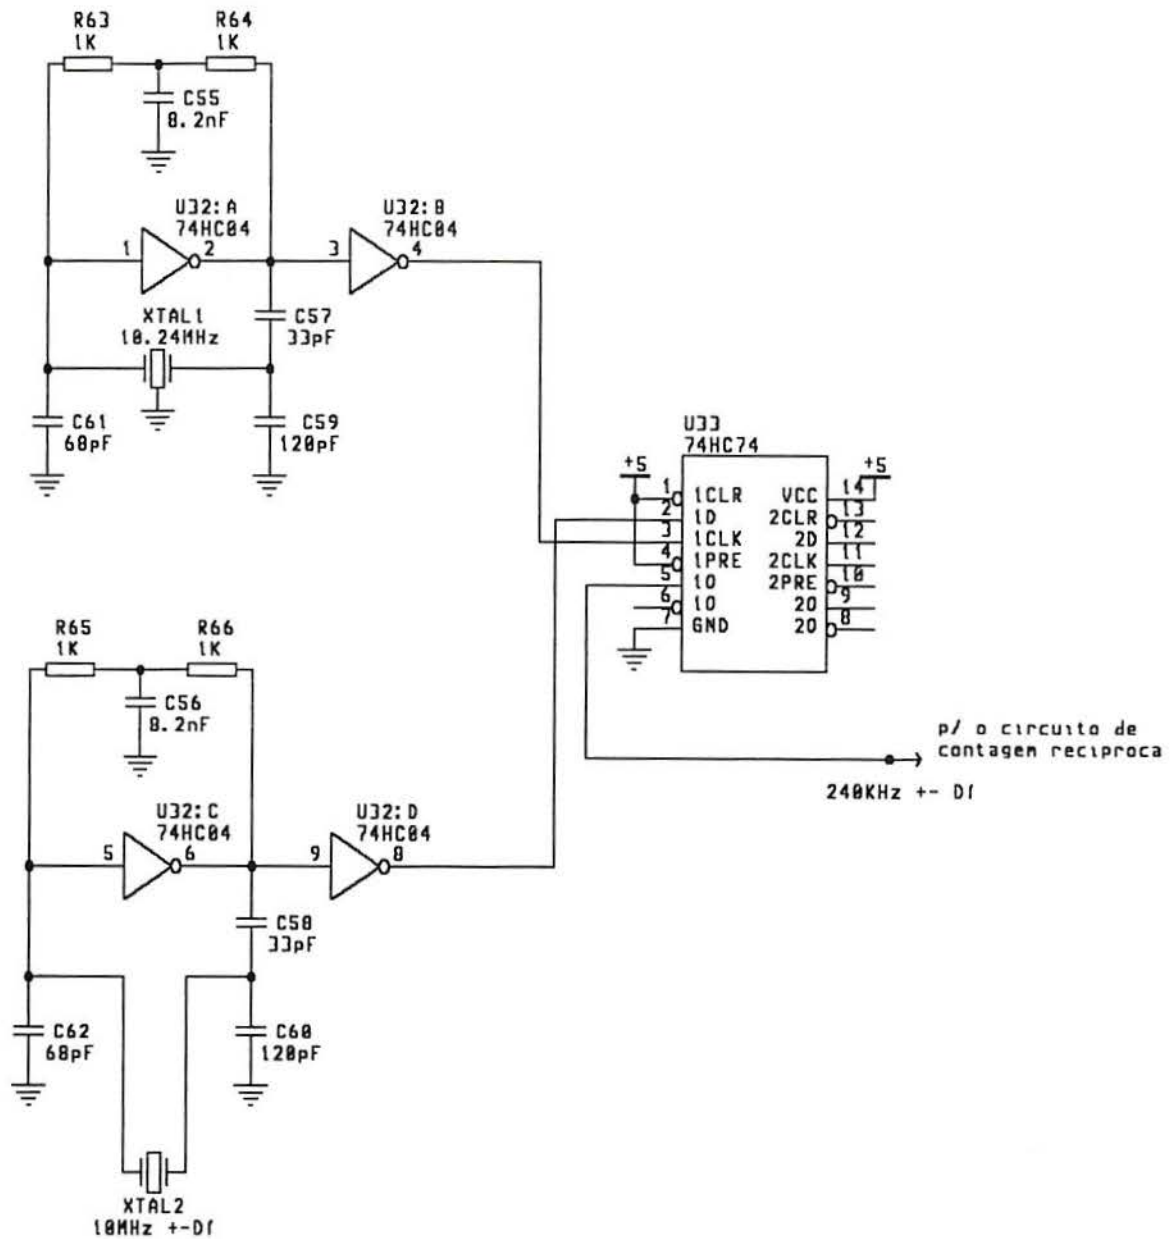 R63
1K
R64
1K
C55
8.2nF
U32:A
74HC04
1
2
U32:B
74HC04
3
4
XTAL1
10.24MHz
C57
33pF
C61
68pF
C59
120pF
U33
74HC74
+5
+5
1 1CLR VCC 14
2 1D 2CLR 13
3 1CLK 2D 12
4 1PRE 2CLK 11
5 1Q 2PRE 10
6 1Q 2Q 9
7 GND 2Q 8
R65
1K
R66
1K
C56
8.2nF
p/ o circuito de
contagem reciproca
240KHz +- Df
U32:C
74HC04
5
6
U32:D
74HC04
9
8
C58
33pF
C62
68pF
C60
120pF
XTAL2
10MHz +-Df